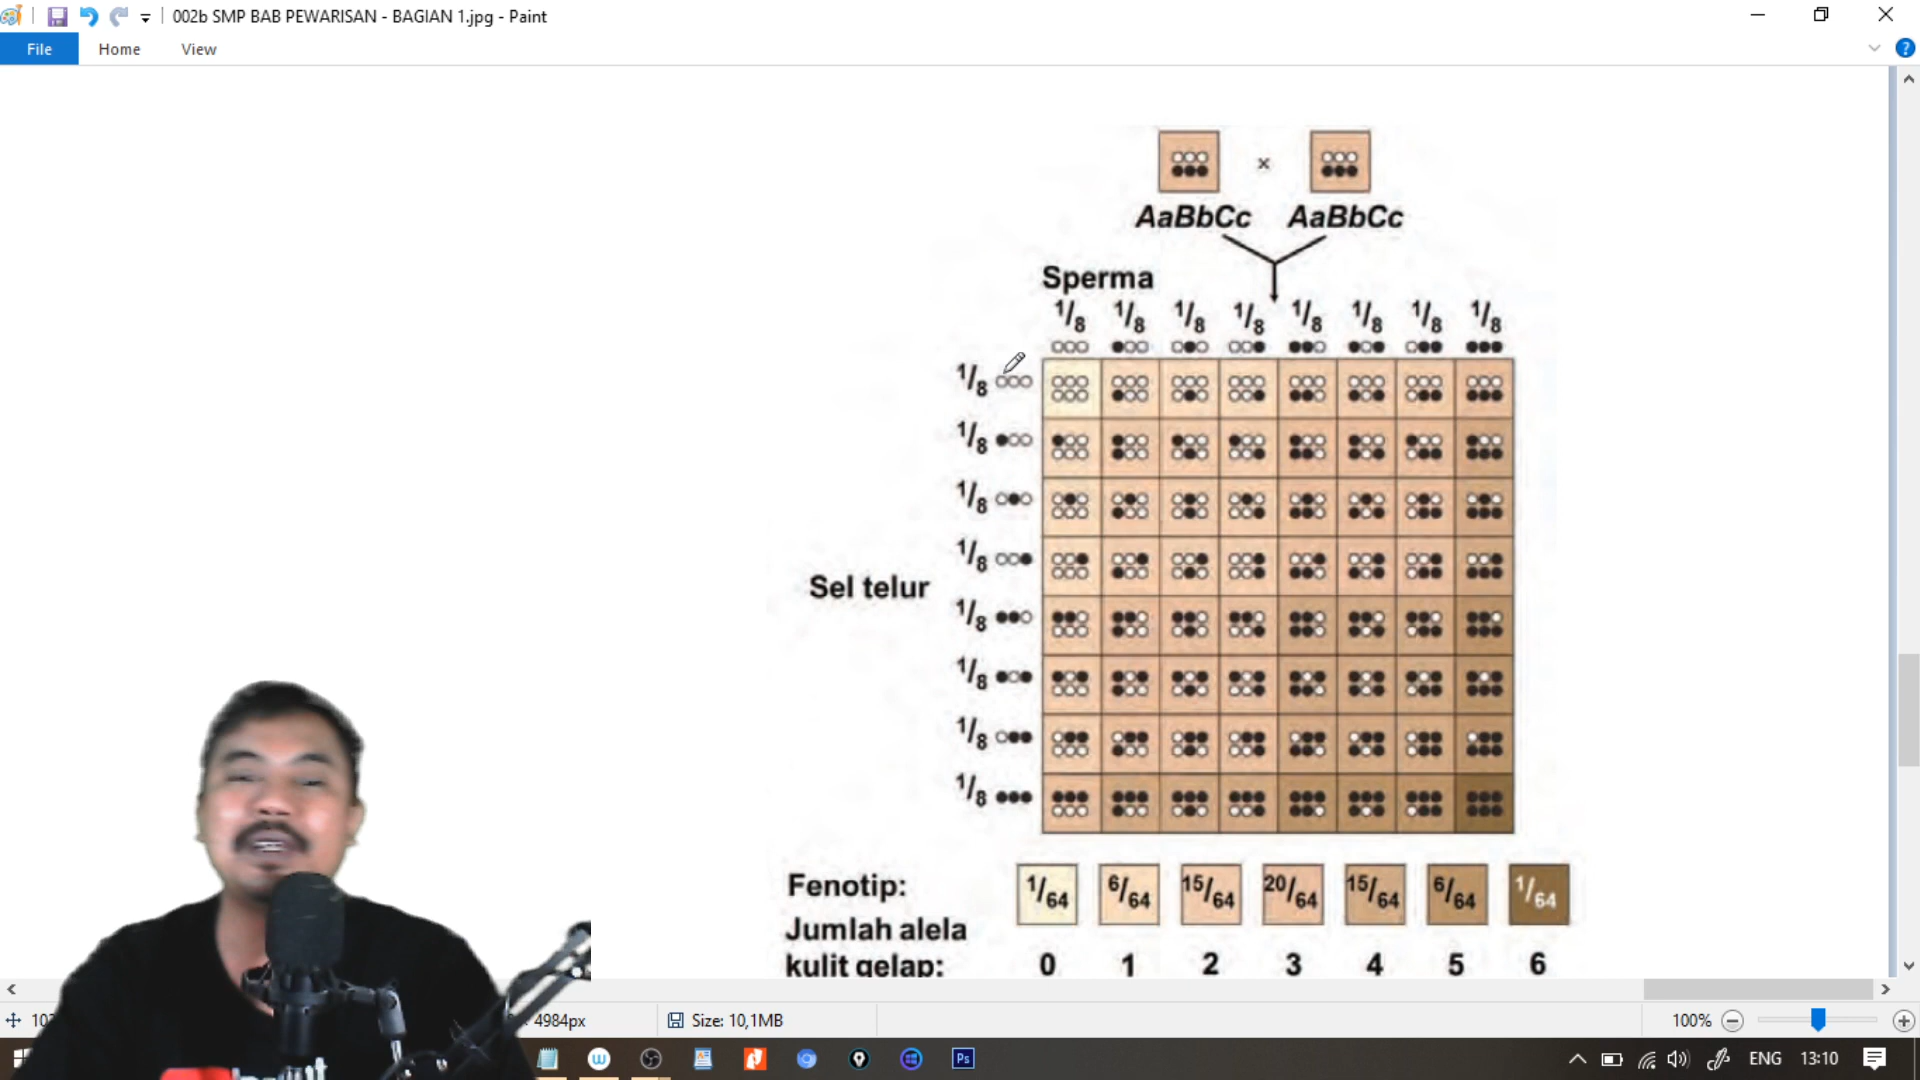 002b SMP BAB PEWARISAN - BAGIAN 1.jpg - Paint
File Home View
?
×
AaBbCc AaBbCc
Sperma
1/8 1/8 1/8 1/8 1/8 1/8 1/8 1/8
1/8
1/8
1/8
1/8
Sel telur
1/8
1/8
1/8
1/8
Fenotip: 1/64 6/64 15/64 20/64 15/64 6/64 1/64
Jumlah alela
kulit gelap: 0 1 2 3 4 5 6
4984px Size: 10,1MB 100%
w Ps ENG 13:10